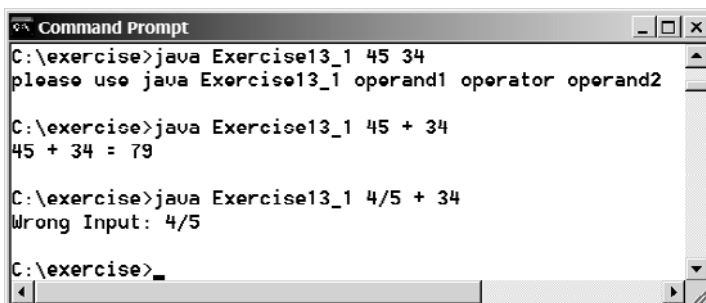 Command Prompt
C:\exercise>java Exercise13_1 45 34
please use java Exercise13_1 operand1 operator operand2
C:\exercise>java Exercise13_1 45 + 34
45 + 34 = 79
C:\exercise>java Exercise13_1 4/5 + 34
Wrong Input: 4/5
C:\exercise>_